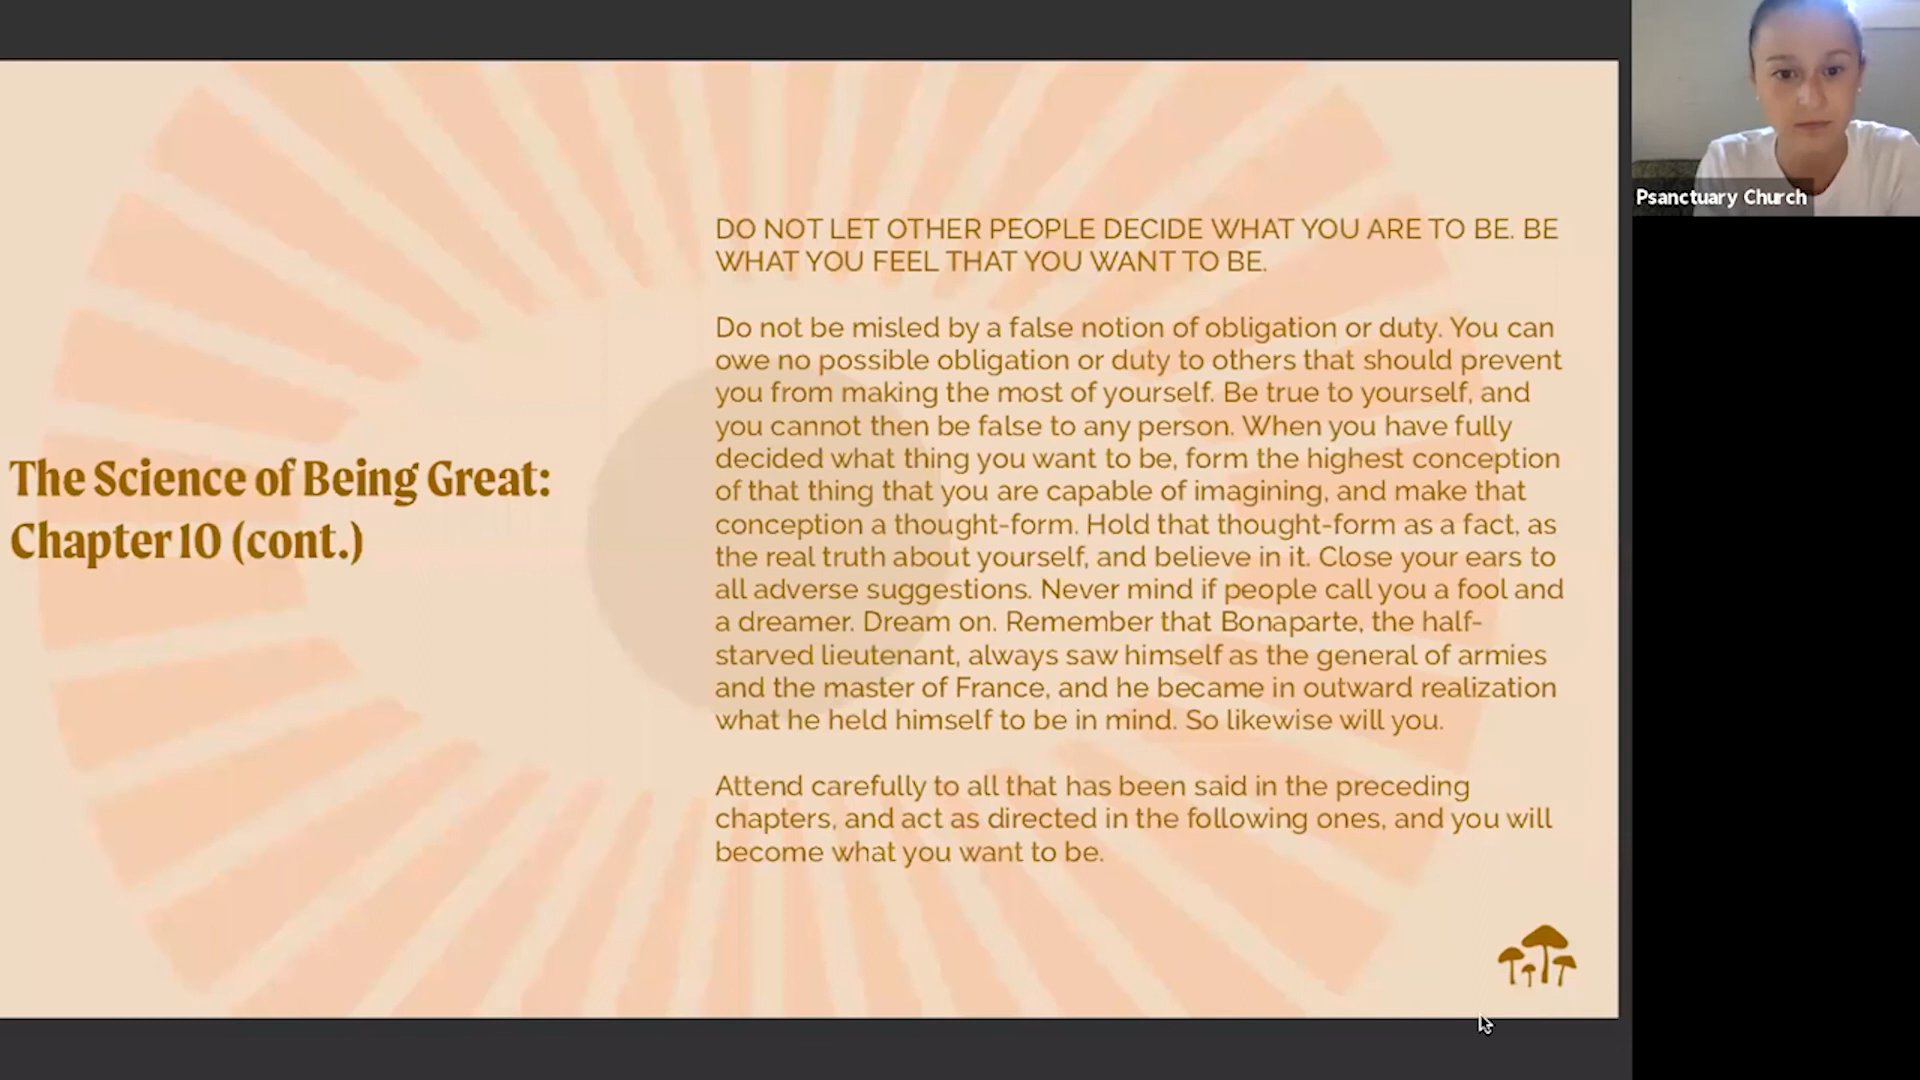 The Science of Being Great:
Chapter 10 (cont.)
DO NOT LET OTHER PEOPLE DECIDE WHAT YOU ARE TO BE. BE
WHAT YOU FEEL THAT YOU WANT TO BE.
Do not be misled by a false notion of obligation or duty. You can
owe no possible obligation or duty to others that should prevent
you from making the most of yourself. Be true to yourself, and
you cannot then be false to any person. When you have fully
decided what thing you want to be, form the highest conception
of that thing that you are capable of imagining, and make that
conception a thought-form. Hold that thought-form as a fact, as
the real truth about yourself, and believe in it. Close your ears to
all adverse suggestions. Never mind if people call you a fool and
a dreamer. Dream on. Remember that Bonaparte, the half-
starved lieutenant, always saw himself as the general of armies
and the master of France, and he became in outward realization
what he held himself to be in mind. So likewise will you.
Attend carefully to all that has been said in the preceding
chapters, and act as directed in the following ones, and you will
become what you want to be.
Psanctuary Church